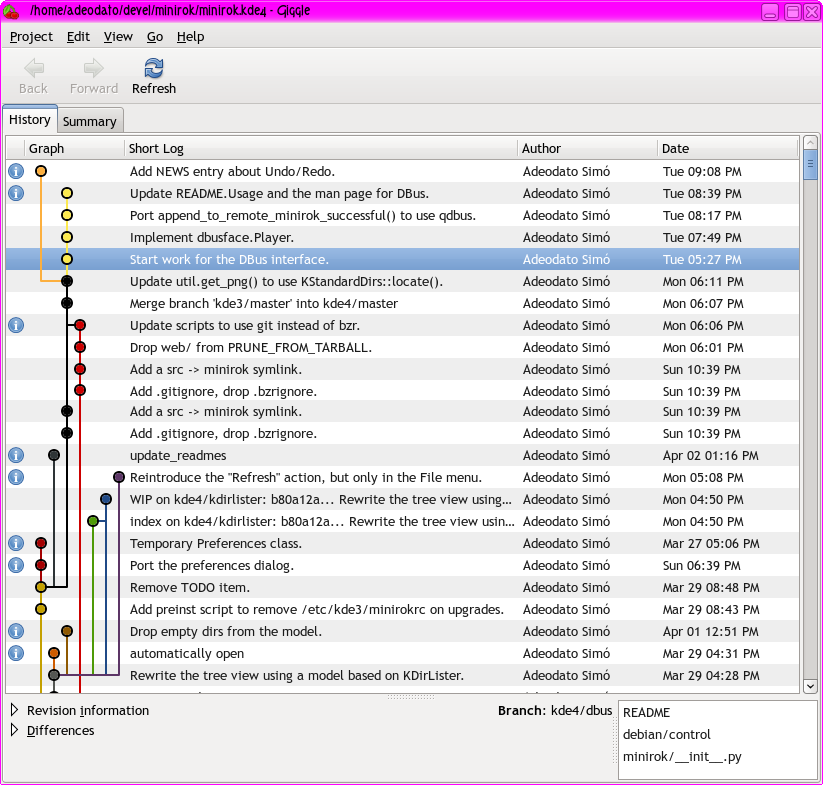 /home/adeodato/devel/minirok/minirok.kde4 - Giggle
Project Edit View Go Help
Back Forward Refresh
History Summary
Graph Short Log Author Date
Add NEWS entry about Undo/Redo. Adeodato Simó Tue 09:08 PM
Update README.Usage and the man page for DBus. Adeodato Simó Tue 08:39 PM
Port append_to_remote_minirok_successful() to use qdbus. Adeodato Simó Tue 08:17 PM
Implement dbusface.Player. Adeodato Simó Tue 07:49 PM
Start work for the DBus interface. Adeodato Simó Tue 05:27 PM
Update util.get_png() to use KStandardDirs::locate(). Adeodato Simó Mon 06:11 PM
Merge branch 'kde3/master' into kde4/master Adeodato Simó Mon 06:07 PM
Update scripts to use git instead of bzr. Adeodato Simó Mon 06:06 PM
Drop web/ from PRUNE_FROM_TARBALL. Adeodato Simó Mon 06:01 PM
Add a src -> minirok symlink. Adeodato Simó Sun 10:39 PM
Add .gitignore, drop .bzrignore. Adeodato Simó Sun 10:39 PM
Add a src -> minirok symlink. Adeodato Simó Sun 10:39 PM
Add .gitignore, drop .bzrignore. Adeodato Simó Sun 10:39 PM
update_readmes Adeodato Simó Apr 02 01:16 PM
Reintroduce the "Refresh" action, but only in the File menu. Adeodato Simó Mon 05:08 PM
WIP on kde4/kdirlister: b80a12a... Rewrite the tree view using... Adeodato Simó Mon 04:50 PM
index on kde4/kdirlister: b80a12a... Rewrite the tree view usin... Adeodato Simó Mon 04:50 PM
Temporary Preferences class. Adeodato Simó Mar 27 05:06 PM
Port the preferences dialog. Adeodato Simó Sun 06:39 PM
Remove TODO item. Adeodato Simó Mar 29 08:48 PM
Add preinst script to remove /etc/kde3/minirokrc on upgrades. Adeodato Simó Mar 29 08:43 PM
Drop empty dirs from the model. Adeodato Simó Apr 01 12:51 PM
automatically open Adeodato Simó Mar 29 04:31 PM
Rewrite the tree view using a model based on KDirLister. Adeodato Simó Mar 29 04:28 PM
Revision information
Differences
Branch: kde4/dbus
README
debian/control
minirok/__init__.py